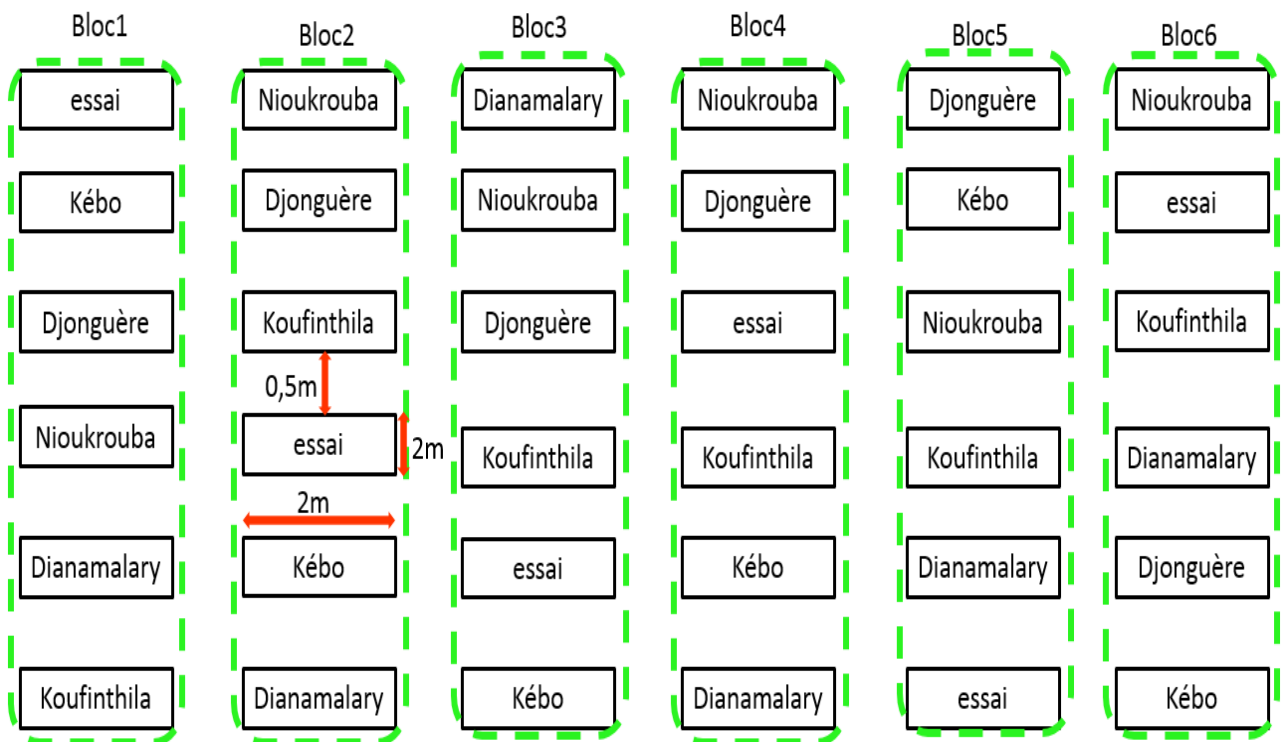 Bloc1
essai
Kébo
Djonguère
Nioukrouba
Dianamalary
Koufinthila
Bloc2
Nioukrouba
Djonguère
Koufinthila
0,5m
essai
2m
2m
Kébo
Dianamalary
Bloc3
Dianamalary
Nioukrouba
Djonguère
Koufinthila
essai
Kébo
Bloc4
Nioukrouba
Djonguère
essai
Koufinthila
Kébo
Dianamalary
Bloc5
Djonguère
Kébo
Nioukrouba
Koufinthila
Dianamalary
essai
Bloc6
Nioukrouba
essai
Koufinthila
Dianamalary
Djonguère
Kébo